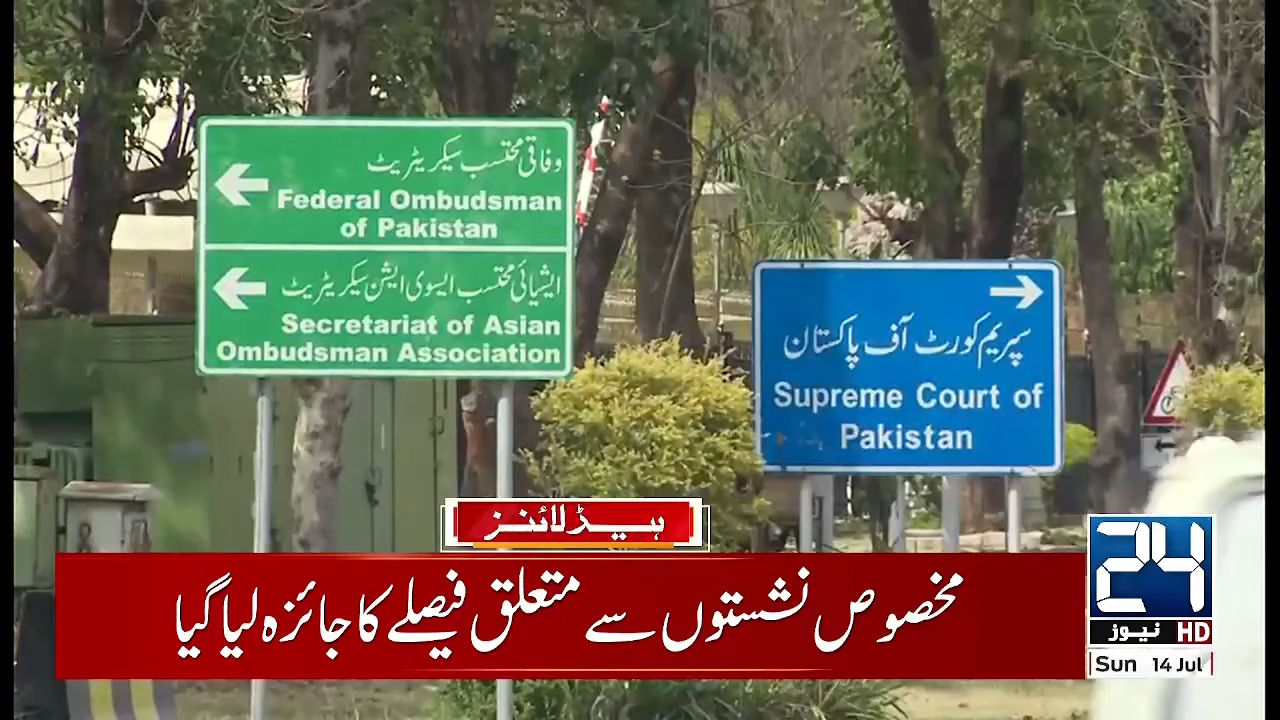 وفاقی محتسب سیکریٹریٹ
Federal Ombudsman
of Pakistan
ایشیائی محتسب ایسوی ایشن سیکریٹریٹ
Secretariat of Asian
Ombudsman Association
سپریم کورٹ آف پاکستان
Supreme Court of
Pakistan
ہیڈلائنز
مخصوص نشستوں سے متعلق فیصلے کا جائزہ لیا گیا
24
نیوز HD
Sun 14 Jul